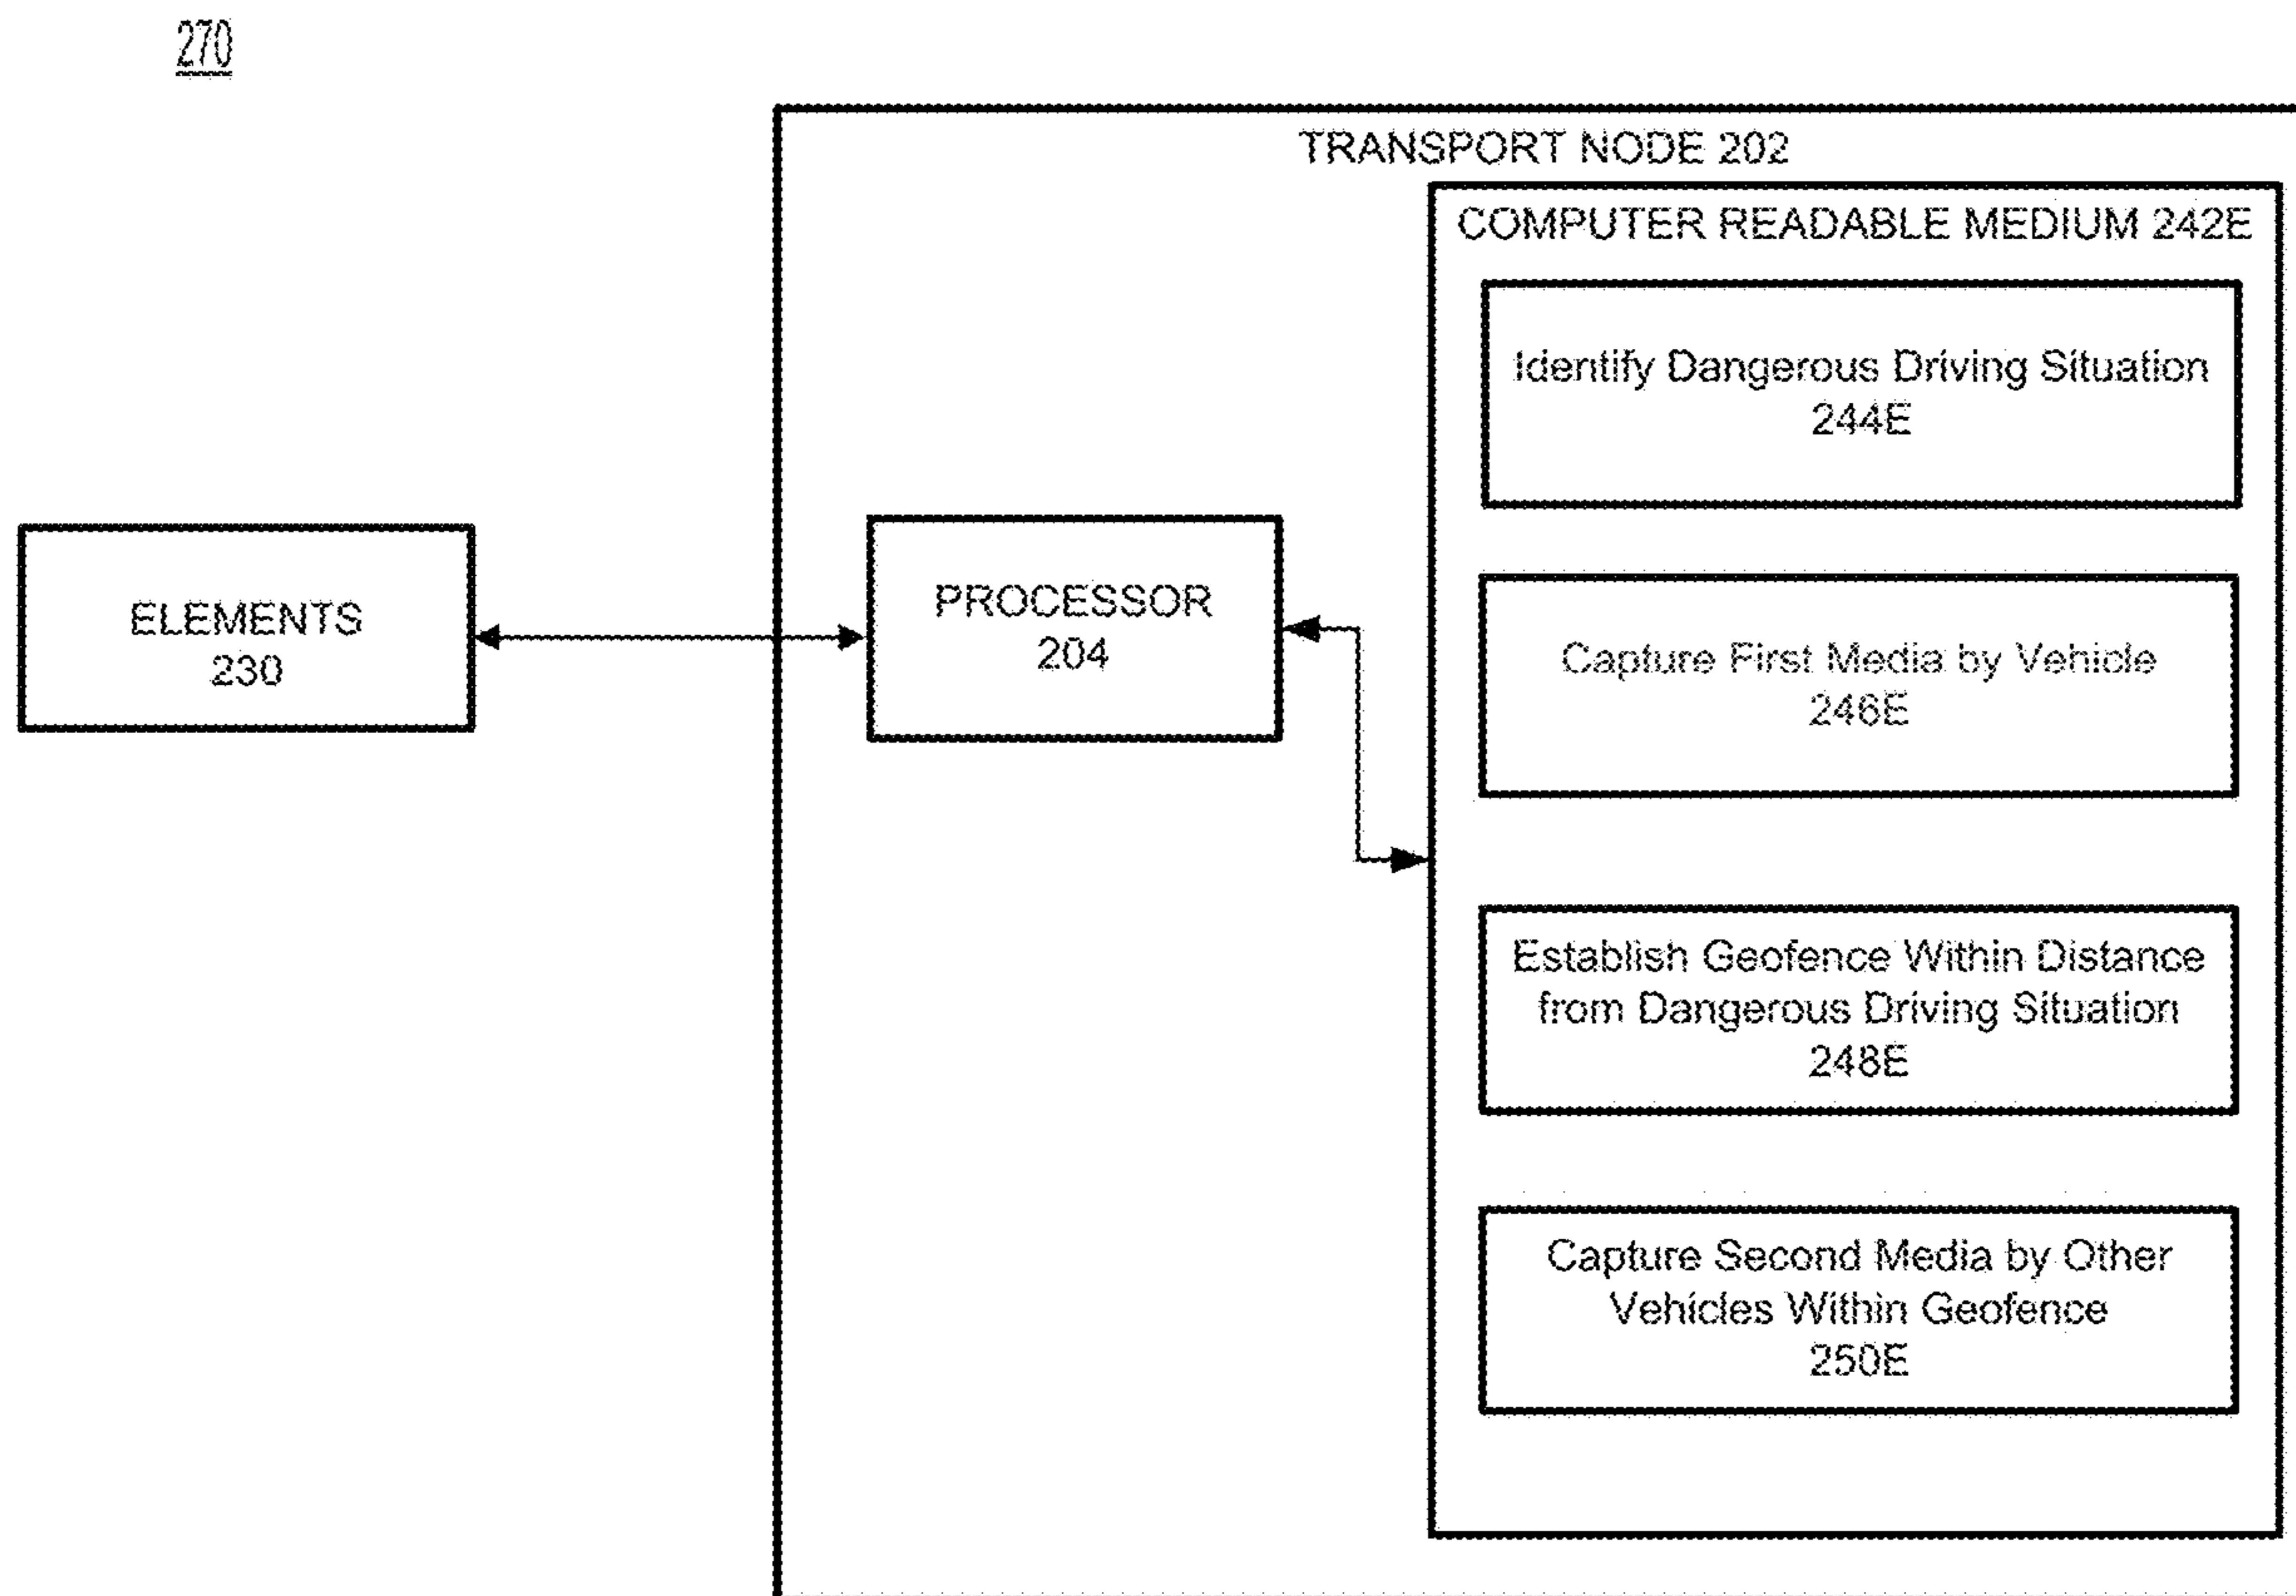 270
TRANSPORT NODE 202
COMPUTER READABLE MEDIUM 242E
Identify Dangerous Driving Situation
244E
ELEMENTS
230
PROCESSOR
204
Capture First Media by Vehicle
246E
Establish Geofence Within Distance
from Dangerous Driving Situation
248E
Capture Second Media by Other
Vehicles Within Geofence
250E